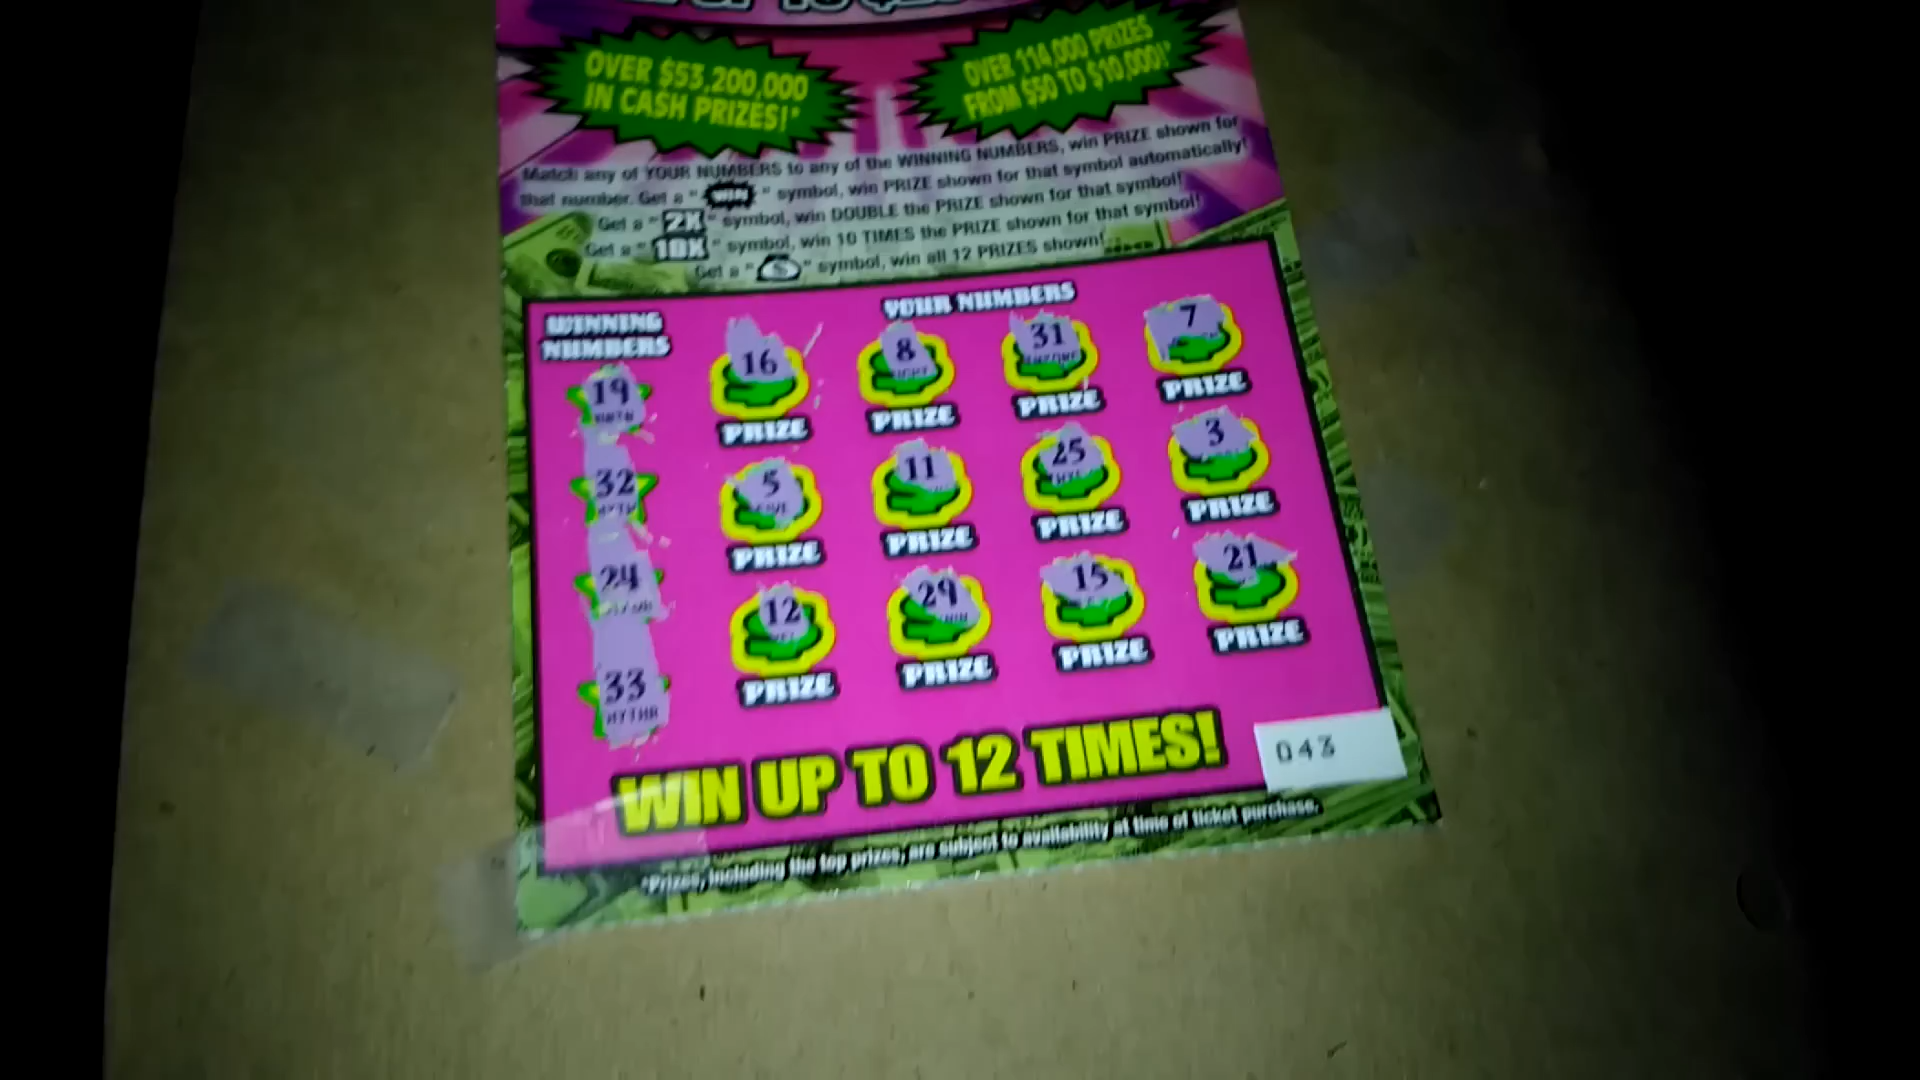 OVER $53,200,000
IN CASH PRIZES!*
OVER 114,000 PRIZES
FROM $50 TO $10,000!*
Match any of YOUR NUMBERS to any of the WINNING NUMBERS, win PRIZE shown for
that number. Get a "WIN" symbol, win PRIZE shown for that symbol automatically!
Get a "2X" symbol, win DOUBLE the PRIZE shown for that symbol!
Get a "10X" symbol, win 10 TIMES the PRIZE shown for that symbol!
Get a "$" symbol, win all 12 PRIZES shown!
WINNING
NUMBERS
19
32
24
33
YOUR NUMBERS
16 8 31 7
PRIZE PRIZE PRIZE PRIZE
5 11 25 3
PRIZE PRIZE PRIZE PRIZE
12 29 15 21
PRIZE PRIZE PRIZE PRIZE
WIN UP TO 12 TIMES!
043
*Prizes, including the top prizes, are subject to availability at time of ticket purchase.